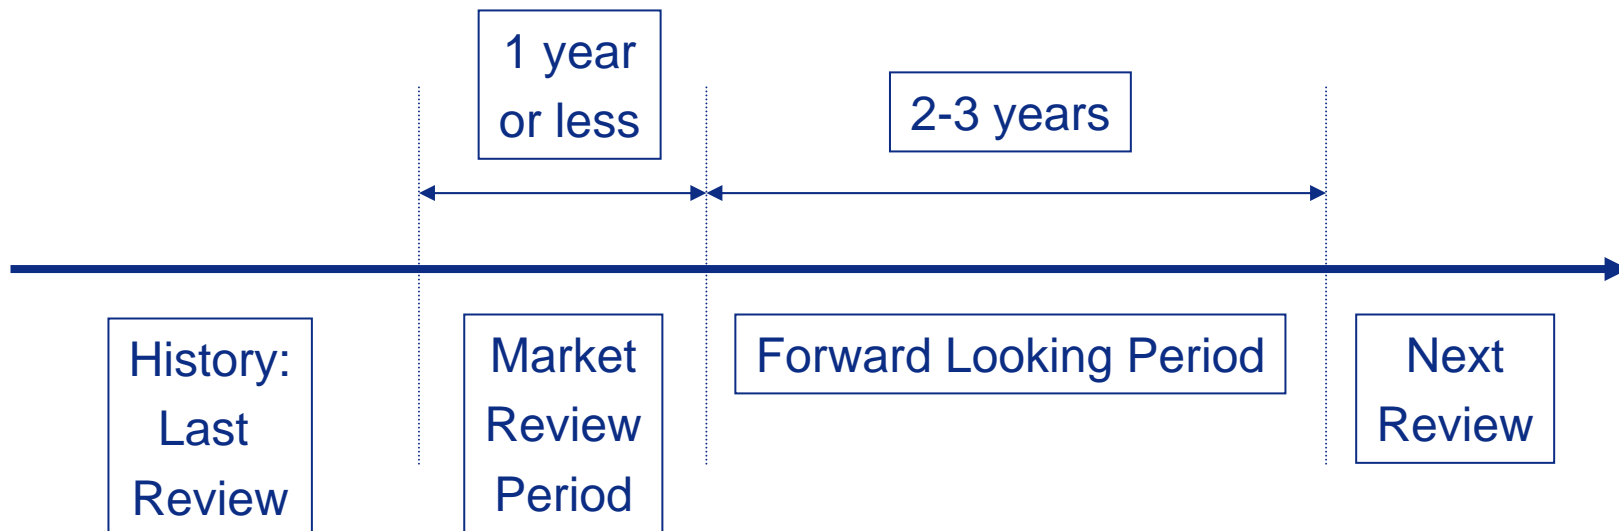 1 year
or less
2-3 years
History:
Last
Review
Market
Review
Period
Forward Looking Period
Next
Review